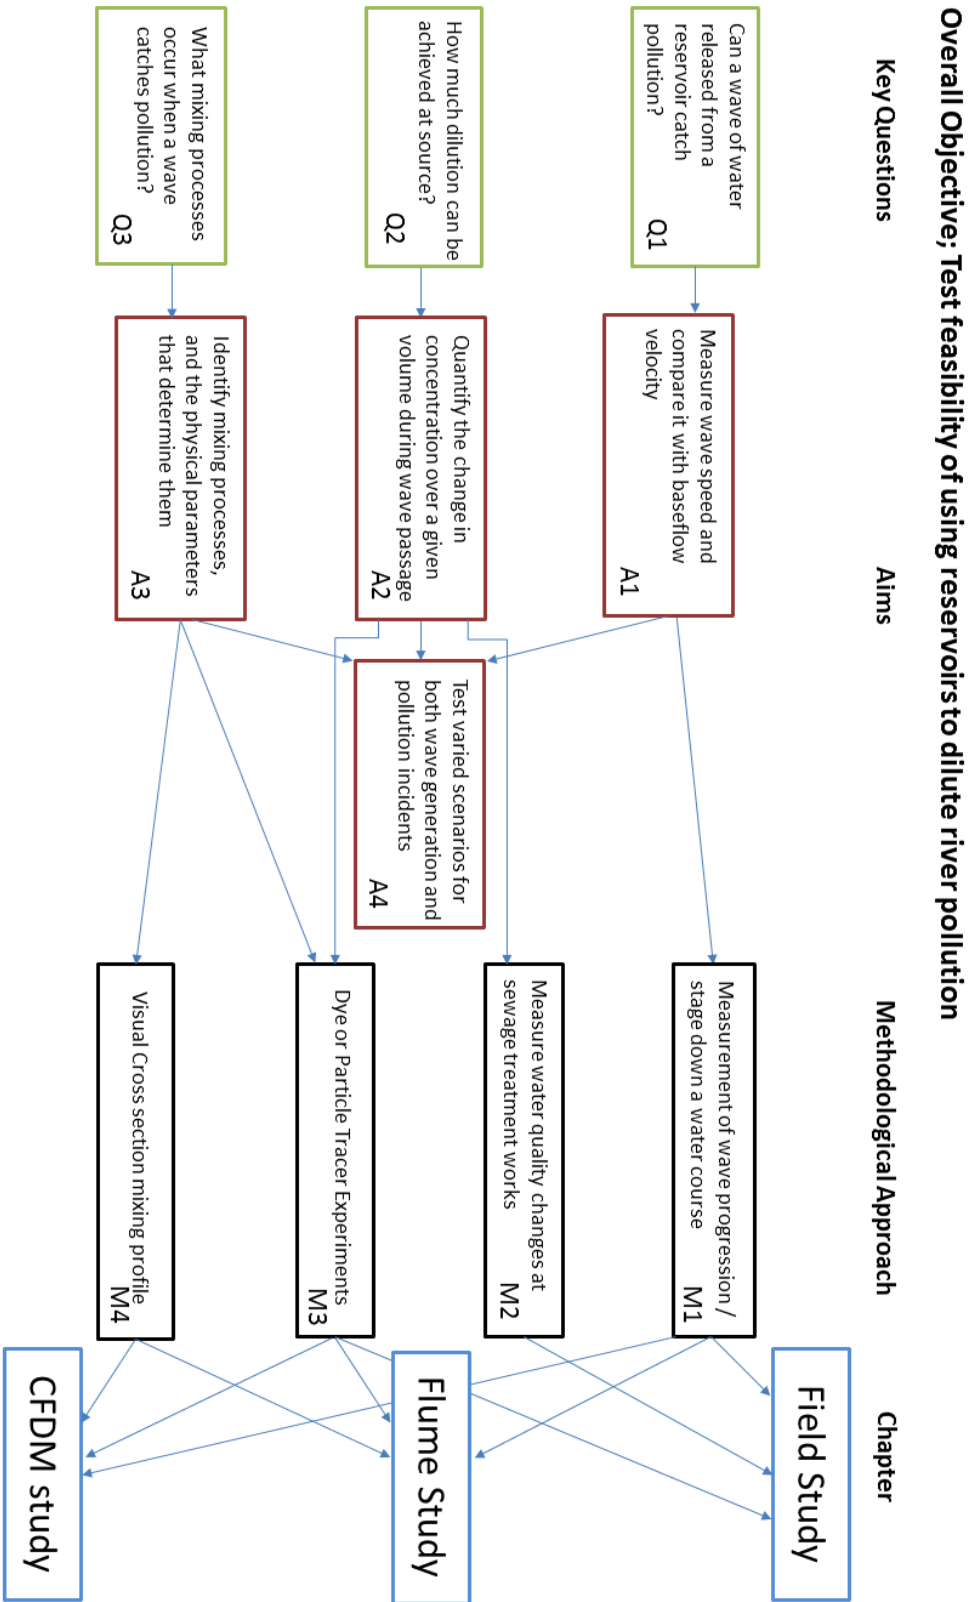 Overall Objective; Test feasibility of using reservoirs to dilute river pollution
Key Questions
Aims
Methodological Approach
Chapter
Can a wave of water
released from a
reservoir catch
pollution?
Q1
How much dilution can be
achieved at source?
Q2
What mixing processes
occur when a wave
catches pollution?
Q3
Measure wave speed and
compare it with baseflow
velocity
A1
Quantify the change in
concentration over a given
volume during wave passage
A2
Identify mixing processes,
and the physical parameters
that determine them
A3
Test varied scenarios for
both wave generation and
pollution incidents
A4
Measurement of wave progression /
stage down a water course
M1
Measure water quality changes at
sewage treatment works
M2
Dye or Particle Tracer Experiments
M3
Visual Cross section mixing profile
M4
Field Study
Flume Study
CFDM study